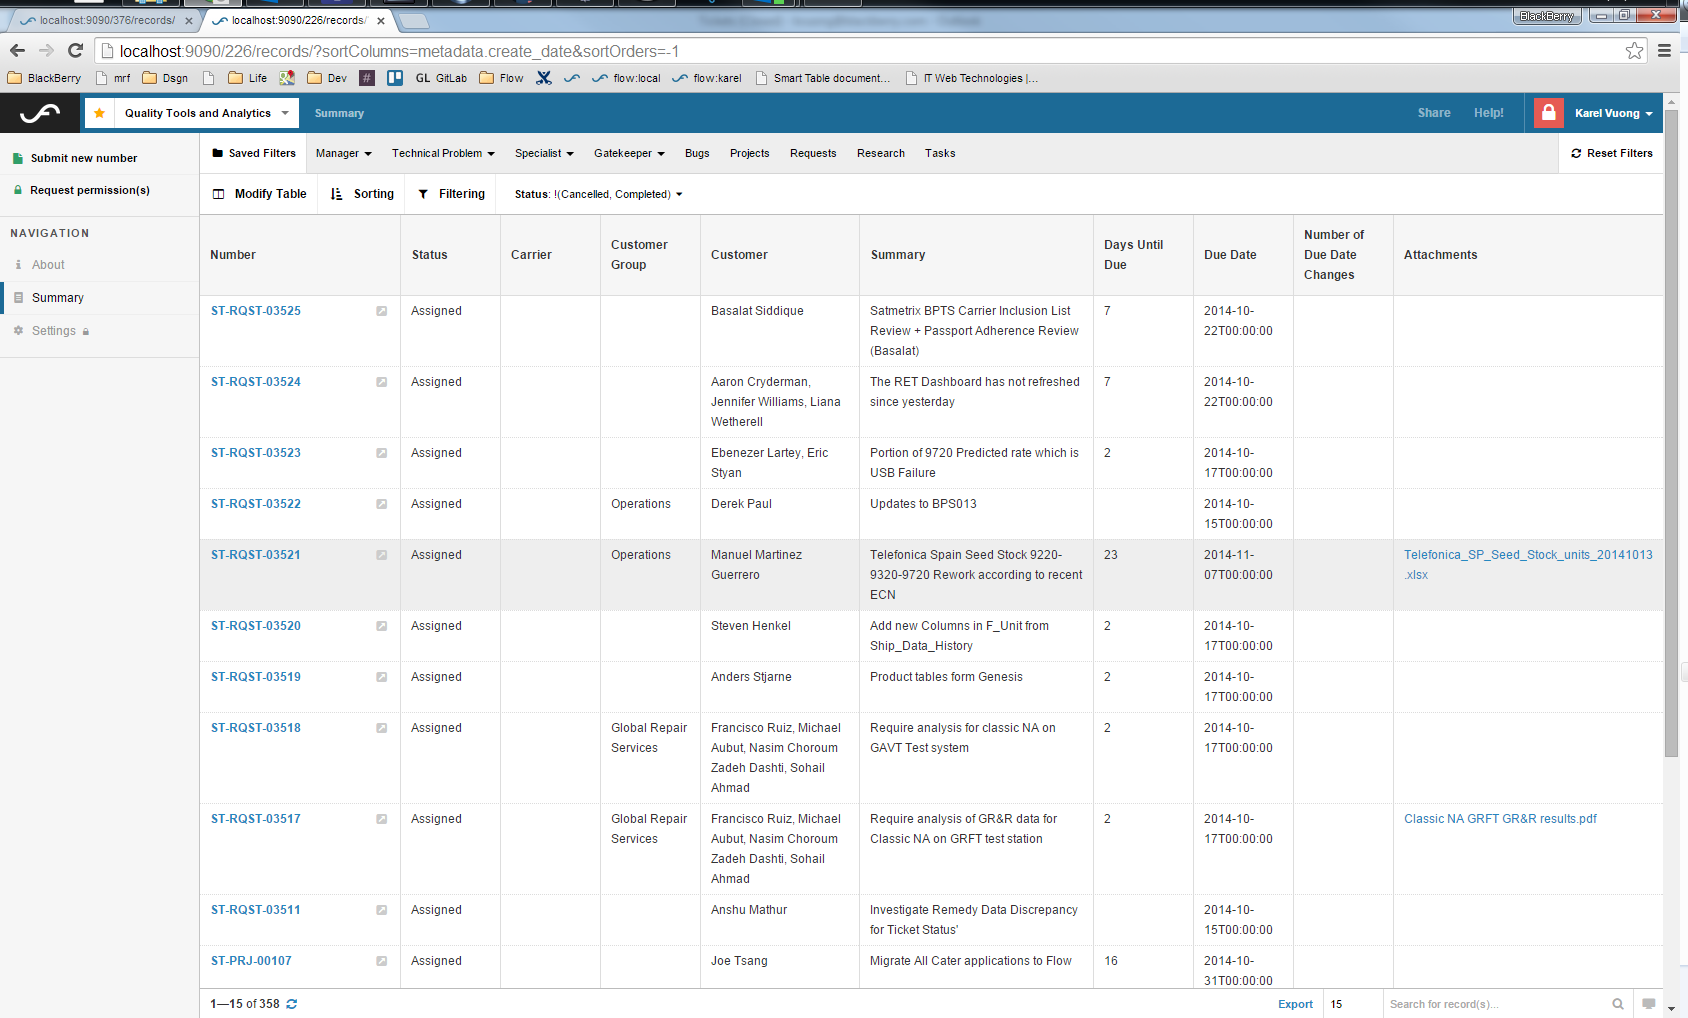 localhost:9090/376/records/
localhost:9090/226/records/
BlackBerry
localhost:9090/226/records/?sortColumns=metadata.create_date&sortOrders=-1
BlackBerry mrf Dsgn Life Dev # GL GitLab Flow flow:local flow:karel Smart Table document... IT Web Technologies |...
Quality Tools and Analytics Summary Share Help! Karel Vuong
Submit new number
Request permission(s)
NAVIGATION
About
Summary
Settings
Saved Filters Manager Technical Problem Specialist Gatekeeper Bugs Projects Requests Research Tasks Reset Filters
Modify Table Sorting Filtering Status: !(Cancelled, Completed)
Number Status Carrier Customer Group Customer Summary Days Until Due Due Date Number of Due Date Changes Attachments
ST-RQST-03525 Assigned Basalat Siddique Satmetrix BPTS Carrier Inclusion List Review + Passport Adherence Review (Basalat) 7 2014-10-22T00:00:00
ST-RQST-03524 Assigned Aaron Cryderman, Jennifer Williams, Liana Wetherell The RET Dashboard has not refreshed since yesterday 7 2014-10-22T00:00:00
ST-RQST-03523 Assigned Ebenezer Lartey, Eric Styan Portion of 9720 Predicted rate which is USB Failure 2 2014-10-17T00:00:00
ST-RQST-03522 Assigned Operations Derek Paul Updates to BPS013 2014-10-15T00:00:00
ST-RQST-03521 Assigned Operations Manuel Martinez Guerrero Telefonica Spain Seed Stock 9220-9320-9720 Rework according to recent ECN 23 2014-11-07T00:00:00 Telefonica_SP_Seed_Stock_units_20141013.xlsx
ST-RQST-03520 Assigned Steven Henkel Add new Columns in F_Unit from Ship_Data_History 2 2014-10-17T00:00:00
ST-RQST-03519 Assigned Anders Stjarne Product tables form Genesis 2 2014-10-17T00:00:00
ST-RQST-03518 Assigned Global Repair Services Francisco Ruiz, Michael Aubut, Nasim Choroum Zadeh Dashti, Sohail Ahmad Require analysis for classic NA on GAVT Test system 2 2014-10-17T00:00:00
ST-RQST-03517 Assigned Global Repair Services Francisco Ruiz, Michael Aubut, Nasim Choroum Zadeh Dashti, Sohail Ahmad Require analysis of GR&R data for Classic NA on GRFT test station 2 2014-10-17T00:00:00 Classic NA GRFT GR&R results.pdf
ST-RQST-03511 Assigned Anshu Mathur Investigate Remedy Data Discrepancy for Ticket Status' 2014-10-15T00:00:00
ST-PRJ-00107 Assigned Joe Tsang Migrate All Cater applications to Flow 16 2014-10-31T00:00:00
1—15 of 358 Export 15 Search for record(s)...